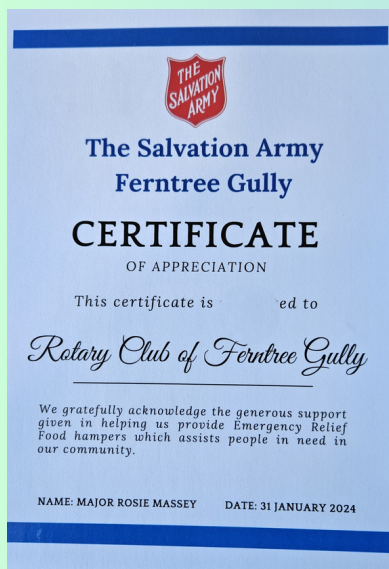 THE
SALVATION
ARMY
The Salvation Army
Ferntree Gully
CERTIFICATE
OF APPRECIATION
This certificate is ed to
Rotary Club of Ferntree Gully
We gratefully acknowledge the generous support
given in helping us provide Emergency Relief
Food hampers which assists people in need in
our community.
NAME: MAJOR ROSIE MASSEY DATE: 31 JANUARY 2024